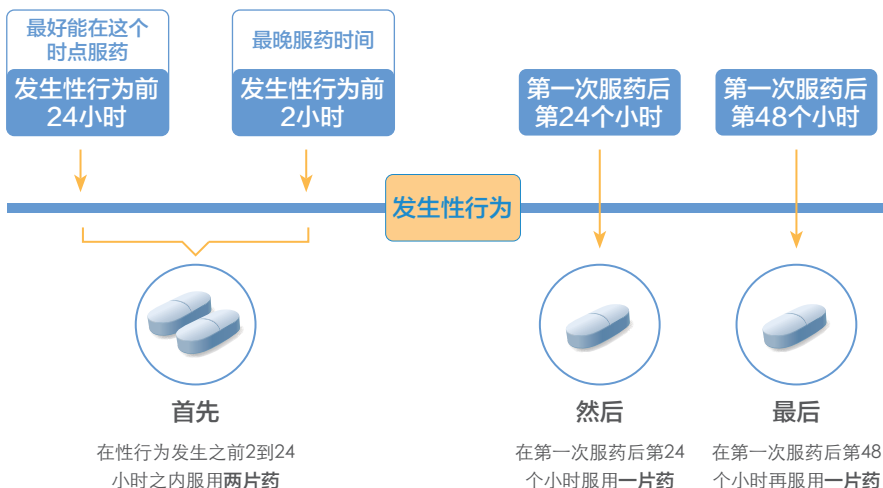 最好能在这个
时点服药
发生性行为前
24小时
最晚服药时间
发生性行为前
2小时
第一次服药后
第24个小时
第一次服药后
第48个小时
发生性行为
首先
在性行为发生之前2到24
小时之内服用两片药
然后
在第一次服药后第24
个小时服用一片药
最后
在第一次服药后第48
个小时再服用一片药